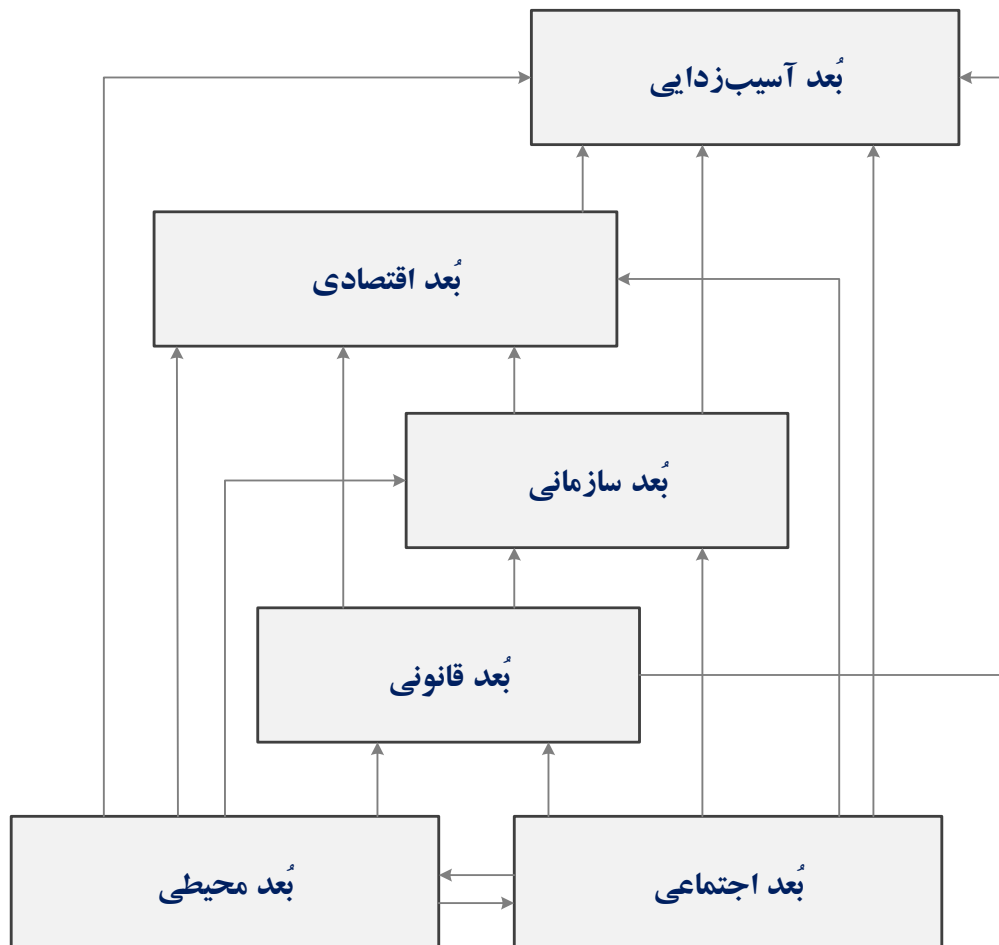 بُعد آسیب‌زدایی
بُعد اقتصادی
بُعد سازمانی
بُعد قانونی
بُعد اجتماعی
بُعد محیطی